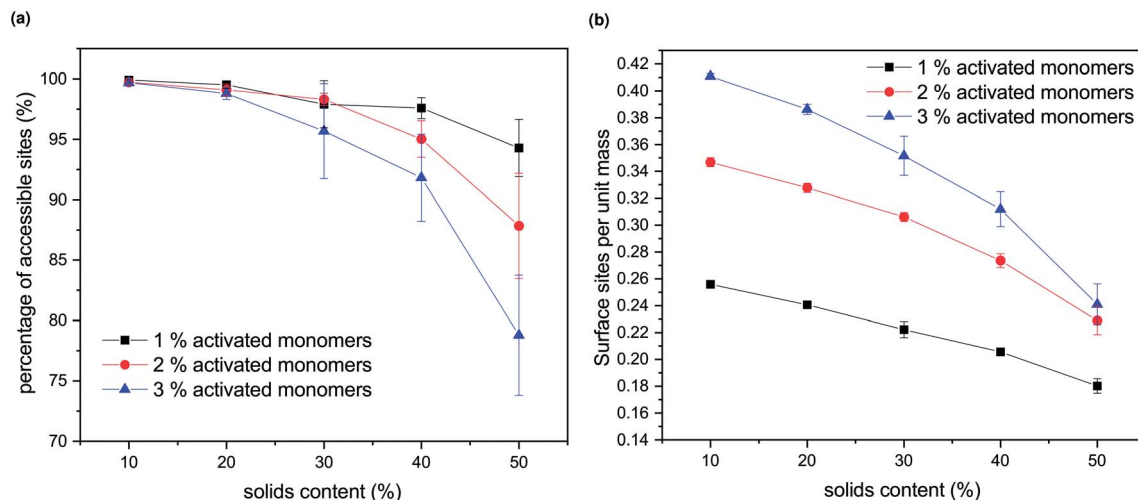 (a)
percentage of accessible sites (%)
100
95
90
85
80
75
70
1 % activated monomers
2 % activated monomers
3 % activated monomers
10 20 30 40 50
solids content (%)
(b)
Surface sites per unit mass
0.42
0.40
0.38
0.36
0.34
0.32
0.30
0.28
0.26
0.24
0.22
0.20
0.18
0.16
0.14
1 % activated monomers
2 % activated monomers
3 % activated monomers
10 20 30 40 50
solids content (%)